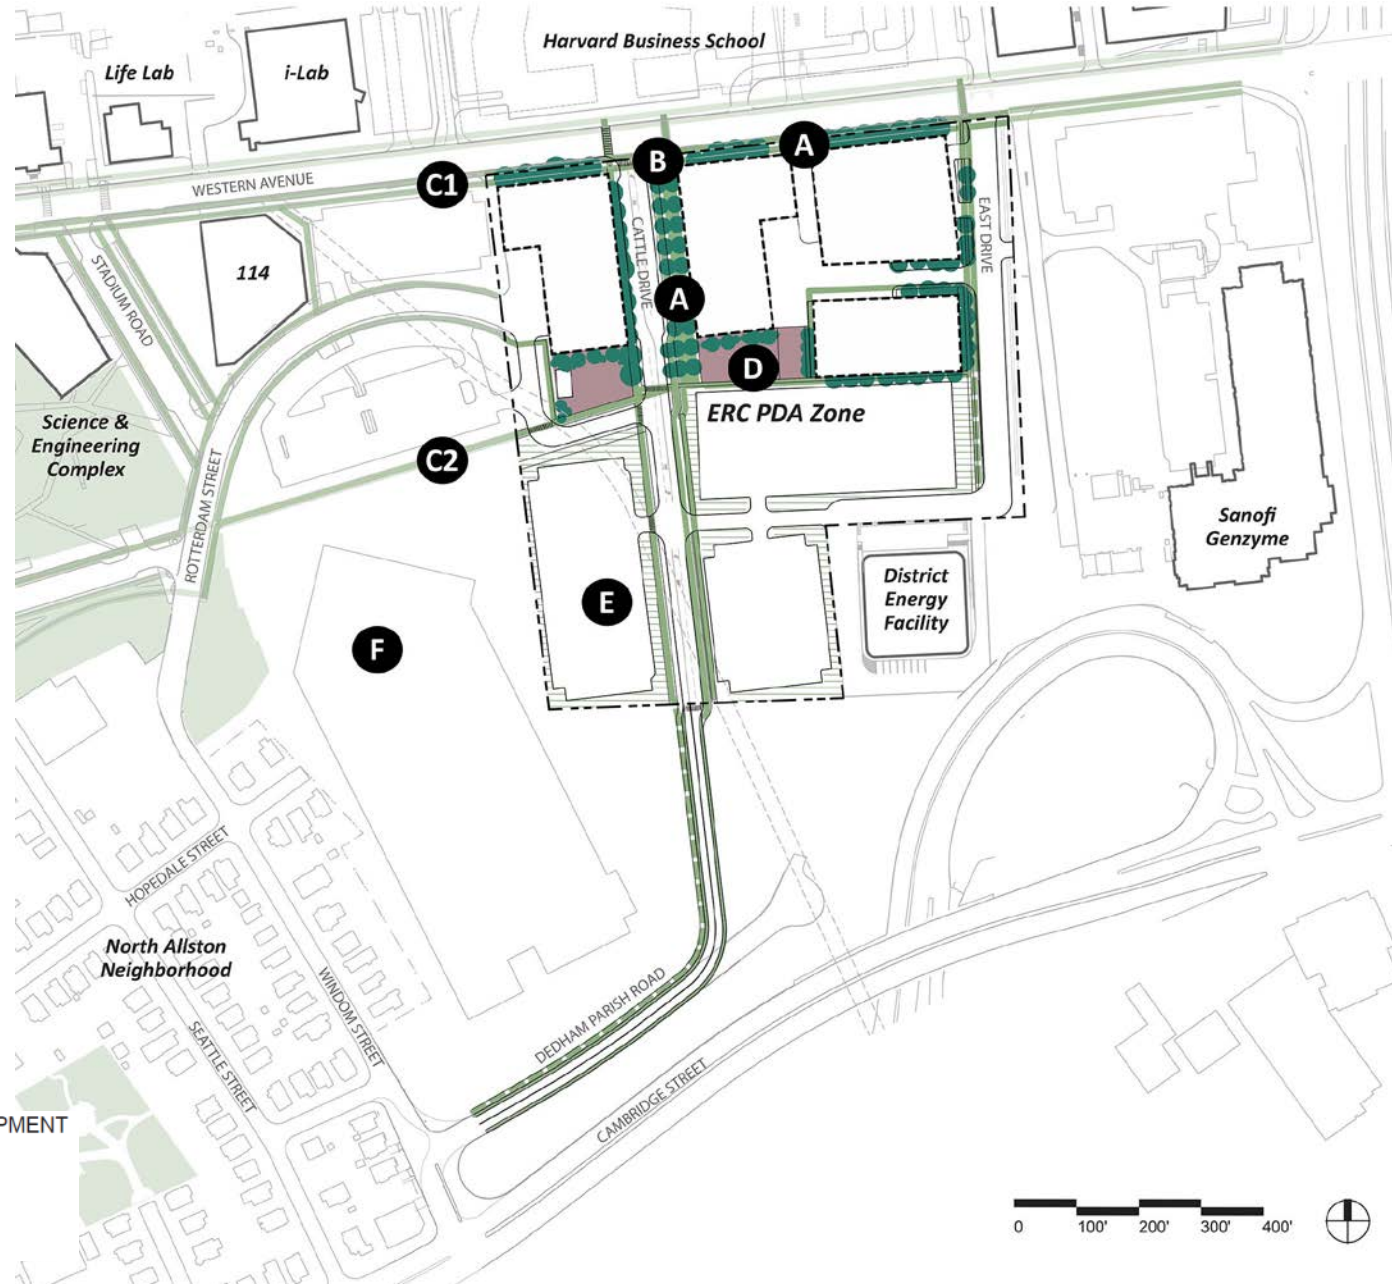 Harvard Business School
Life Lab
i-Lab
A
B
C1
WESTERN AVENUE
EAST DRIVE
CATTLE DRIVE
STADIUM ROAD
114
A
D
ERC PDA Zone
Science &
Engineering
Complex
C2
ROTTERDAM STREET
Sanofi
Genzyme
District
Energy
Facility
E
F
HOPEDALE STREET
North Allston
Neighborhood
WINDOM STREET
SEATTLE STREET
DEDHAM PARISH ROAD
CAMBRIDGE STREET
PMENT
0 100' 200' 300' 400'